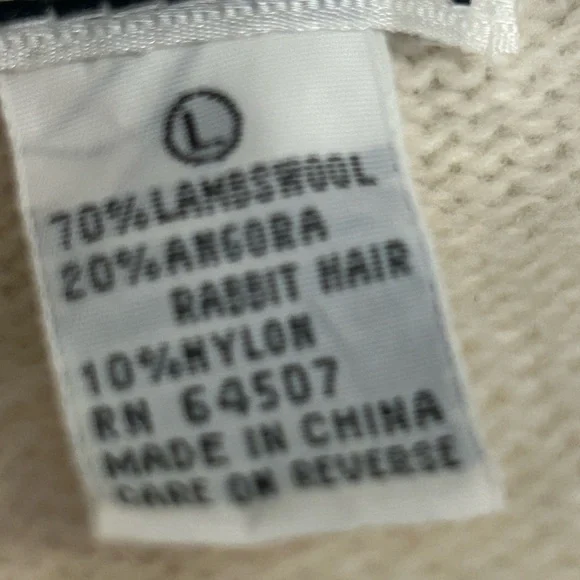 L
70%LAMBSWOOL
20%ANGORA
RABBIT HAIR
10%NYLON
RN 64507
MADE IN CHINA
CARE ON REVERSE